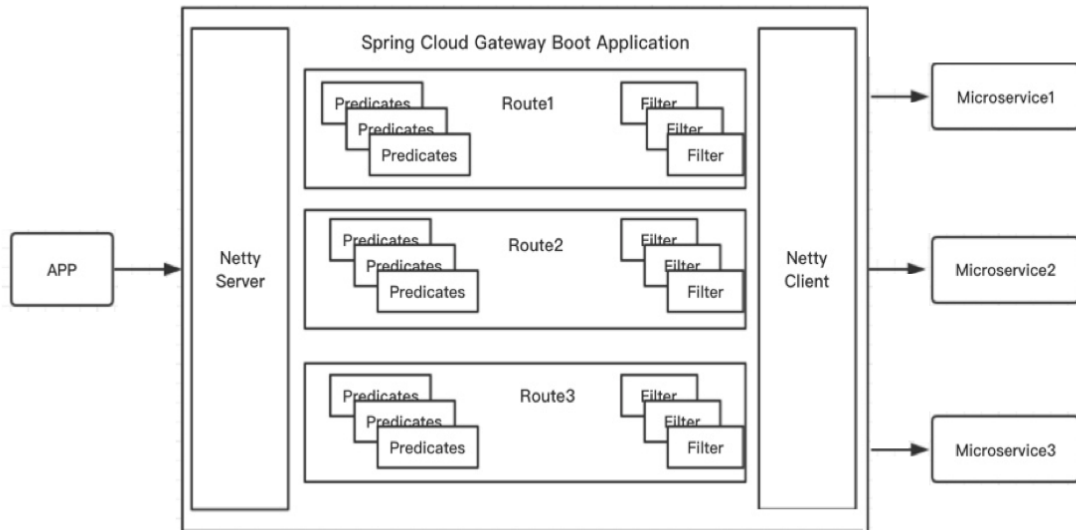 Spring Cloud Gateway Boot Application
APP
Netty
Server
Predicates
Predicates
Predicates
Route1
Filter
Filter
Filter
Predicates
Predicates
Predicates
Route2
Filter
Filter
Filter
Predicates
Predicates
Predicates
Route3
Filter
Filter
Filter
Netty
Client
Microservice1
Microservice2
Microservice3